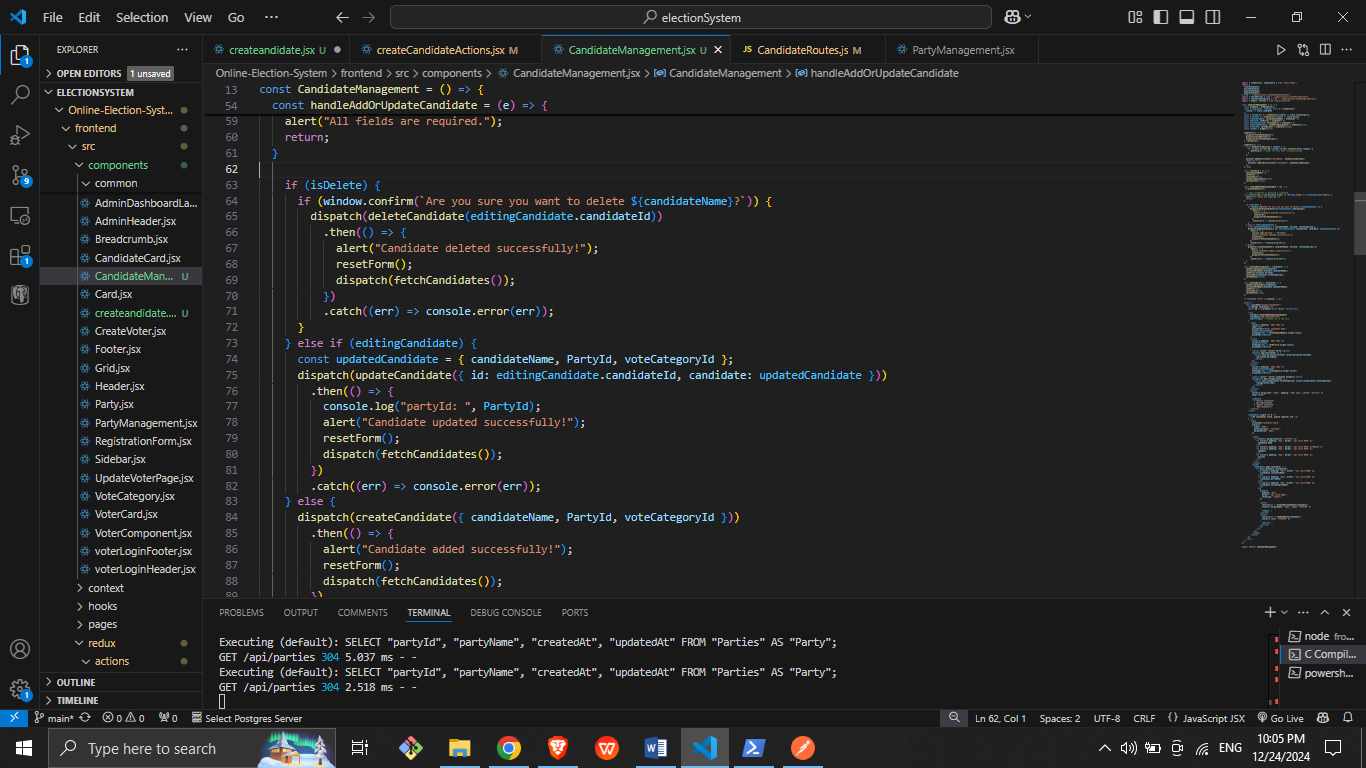 File Edit Selection View Go ··· electionSystem
EXPLORER ···
createandidate.jsx U createCandidateActions.jsx M CandidateManagement.jsx U JS CandidateRoutes.js M PartyManagement.jsx
OPEN EDITORS 1 unsaved
Online-Election-System > frontend > src > components > CandidateManagement.jsx > CandidateManagement > handleAddOrUpdateCandidate
ELECTIONSYSTEM
Online-Election-Syst...
frontend
src
components
common
AdminDashboardLa...
AdminHeader.jsx
Breadcrumb.jsx
CandidateCard.jsx
CandidateMan... U
Card.jsx
createandidate.... U
CreateVoter.jsx
Footer.jsx
Grid.jsx
Header.jsx
Party.jsx
PartyManagement.jsx
RegistrationForm.jsx
Sidebar.jsx
UpdateVoterPage.jsx
VoteCategory.jsx
VoterCard.jsx
VoterComponent.jsx
voterLoginFooter.jsx
voterLoginHeader.jsx
context
hooks
pages
redux
actions
OUTLINE
TIMELINE
13 const CandidateManagement = () => {
54 const handleAddOrUpdateCandidate = (e) => {
59 alert("All fields are required.");
60 return;
61 }
62
63 if (isDelete) {
64 if (window.confirm(`Are you sure you want to delete ${candidateName}?`)) {
65 dispatch(deleteCandidate(editingCandidate.candidateId))
66 .then(() => {
67 alert("Candidate deleted successfully!");
68 resetForm();
69 dispatch(fetchCandidates());
70 })
71 .catch((err) => console.error(err));
72 }
73 } else if (editingCandidate) {
74 const updatedCandidate = { candidateName, PartyId, voteCategoryId };
75 dispatch(updateCandidate({ id: editingCandidate.candidateId, candidate: updatedCandidate }))
76 .then(() => {
77 console.log("partyId: ", PartyId);
78 alert("Candidate updated successfully!");
79 resetForm();
80 dispatch(fetchCandidates());
81 })
82 .catch((err) => console.error(err));
83 } else {
84 dispatch(createCandidate({ candidateName, PartyId, voteCategoryId }))
85 .then(() => {
86 alert("Candidate added successfully!");
87 resetForm();
88 dispatch(fetchCandidates());
89 })
PROBLEMS OUTPUT COMMENTS TERMINAL DEBUG CONSOLE PORTS
Executing (default): SELECT "partyId", "partyName", "createdAt", "updatedAt" FROM "Parties" AS "Party";
GET /api/parties 304 5.037 ms - -
Executing (default): SELECT "partyId", "partyName", "createdAt", "updatedAt" FROM "Parties" AS "Party";
GET /api/parties 304 2.518 ms - -
node fro...
C Compil...
powersh...
main* 0 0 0 Select Postgres Server Ln 62, Col 1 Spaces: 2 UTF-8 CRLF {} JavaScript JSX Go Live
Type here to search
ENG
10:05 PM
12/24/2024